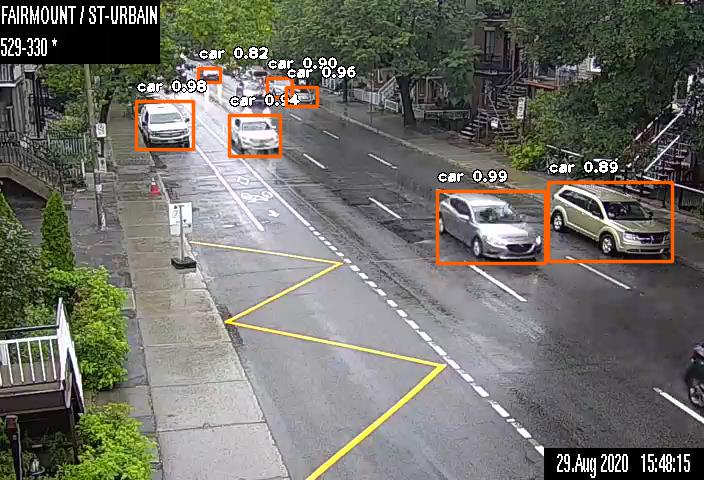 FAIRMOUNT / ST-URBAIN
529-330 *
car 0.82
car 0.90
car 0.96
car 0.98
car 0.94
car 0.99
car 0.89
29.Aug 2020 15:48:15